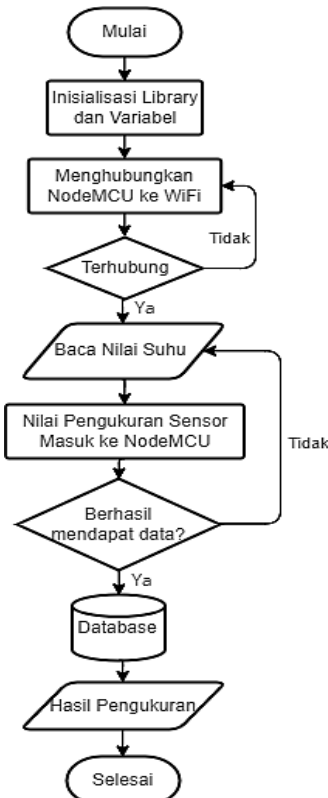 Mulai
Inisialisasi Library
dan Variabel
Menghubungkan
NodeMCU ke WiFi
Tidak
Terhubung
Ya
Baca Nilai Suhu
Nilai Pengukuran Sensor
Masuk ke NodeMCU
Tidak
Berhasil
mendapat data?
Ya
Database
Hasil Pengukuran
Selesai